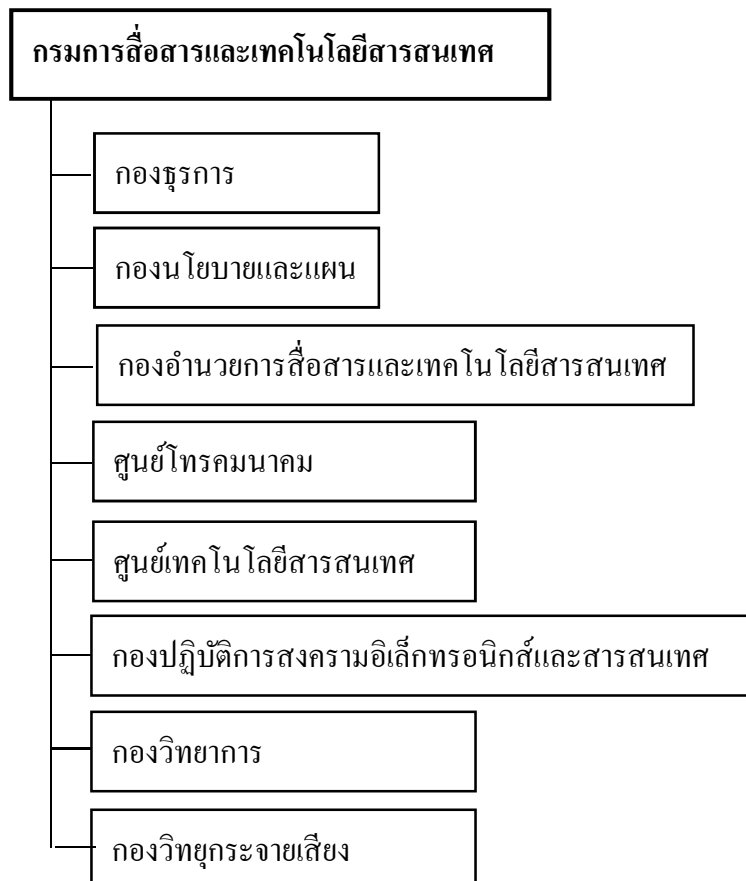 กรมการสื่อสารและเทคโนโลยีสารสนเทศ
กองธุรการ
กองนโยบายและแผน
กองอำนวยการสื่อสารและเทคโนโลยีสารสนเทศ
ศูนย์โทรคมนาคม
ศูนย์เทคโนโลยีสารสนเทศ
กองปฏิบัติการสงครามอิเล็กทรอนิกส์และสารสนเทศ
กองวิทยาการ
กองวิทยุกระจายเสียง